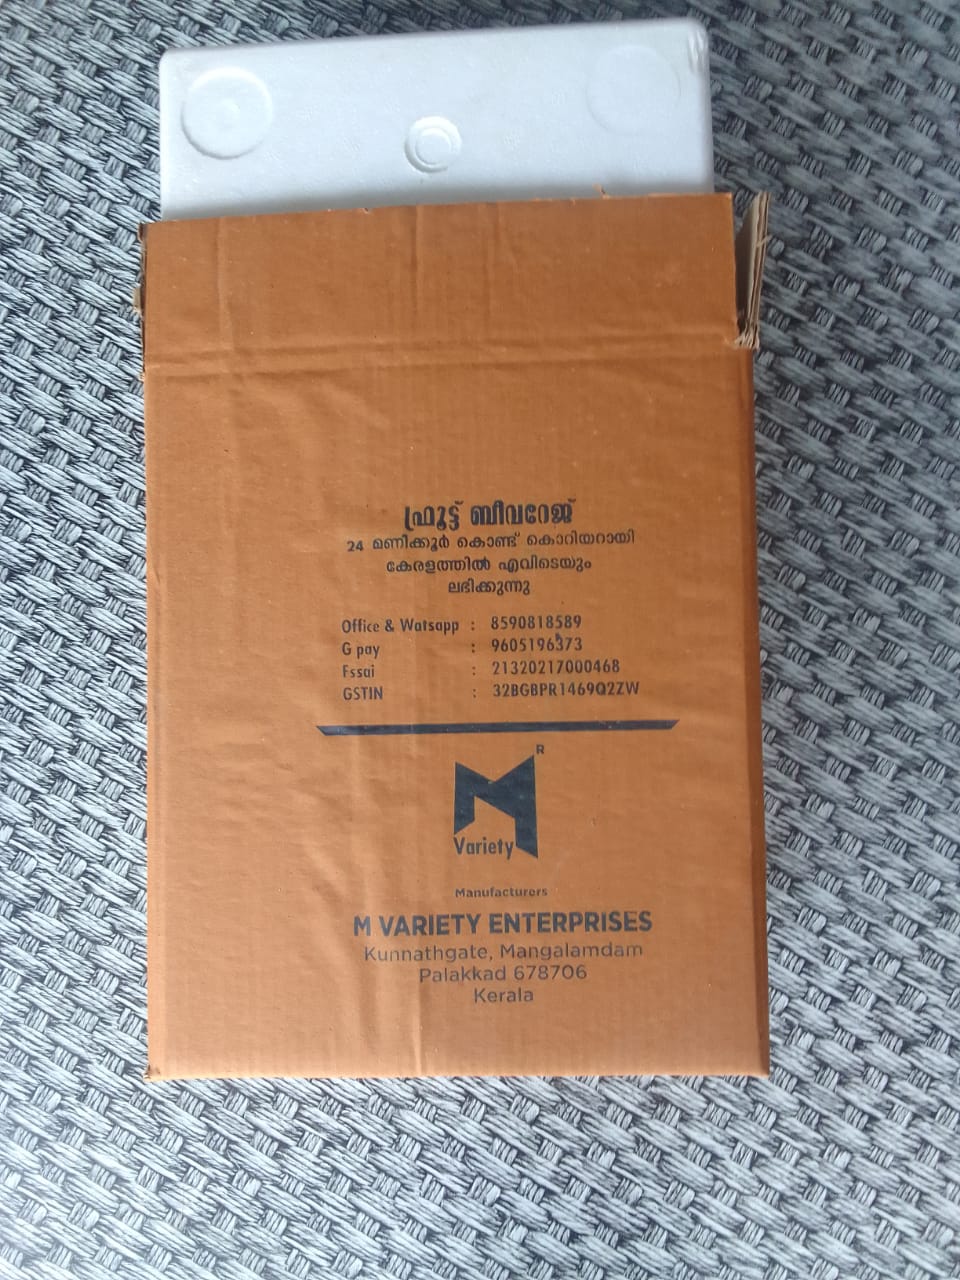 ഫ്രൂട്ട് ബീവറേജ്
24 മണിക്കൂർ കൊണ്ട് കൊറിയറായി
കേരളത്തിൽ എവിടെയും
ലഭിക്കുന്നു
Office & Watsapp : 8590818589
G pay : 9605196373
Fssai : 21320217000468
GSTIN : 32BGBPR1469Q2ZW
R
Variety
Manufacturers
M VARIETY ENTERPRISES
Kunnathgate, Mangalamdam
Palakkad 678706
Kerala